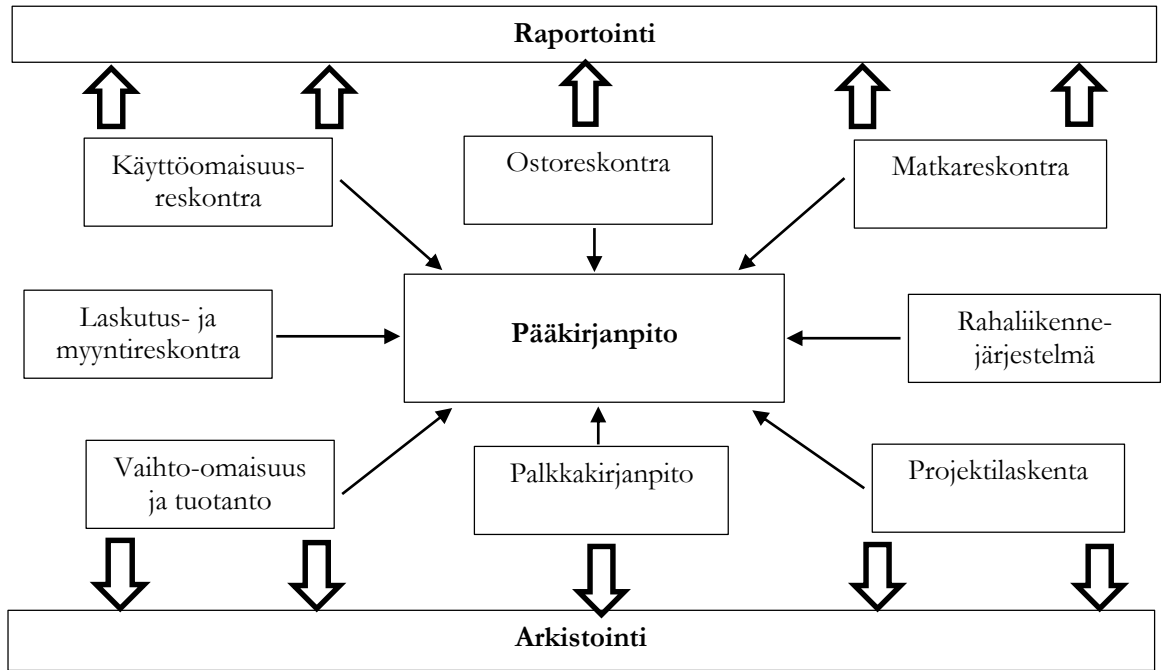 Raportointi
Käyttöomaisuus-
reskontra
Ostoreskontra
Matkareskontra
Laskutus- ja
myyntireskontra
Pääkirjanpito
Rahaliikenne-
järjestelmä
Vaihto-omaisuus
ja tuotanto
Palkkakirjanpito
Projektilaskenta
Arkistointi